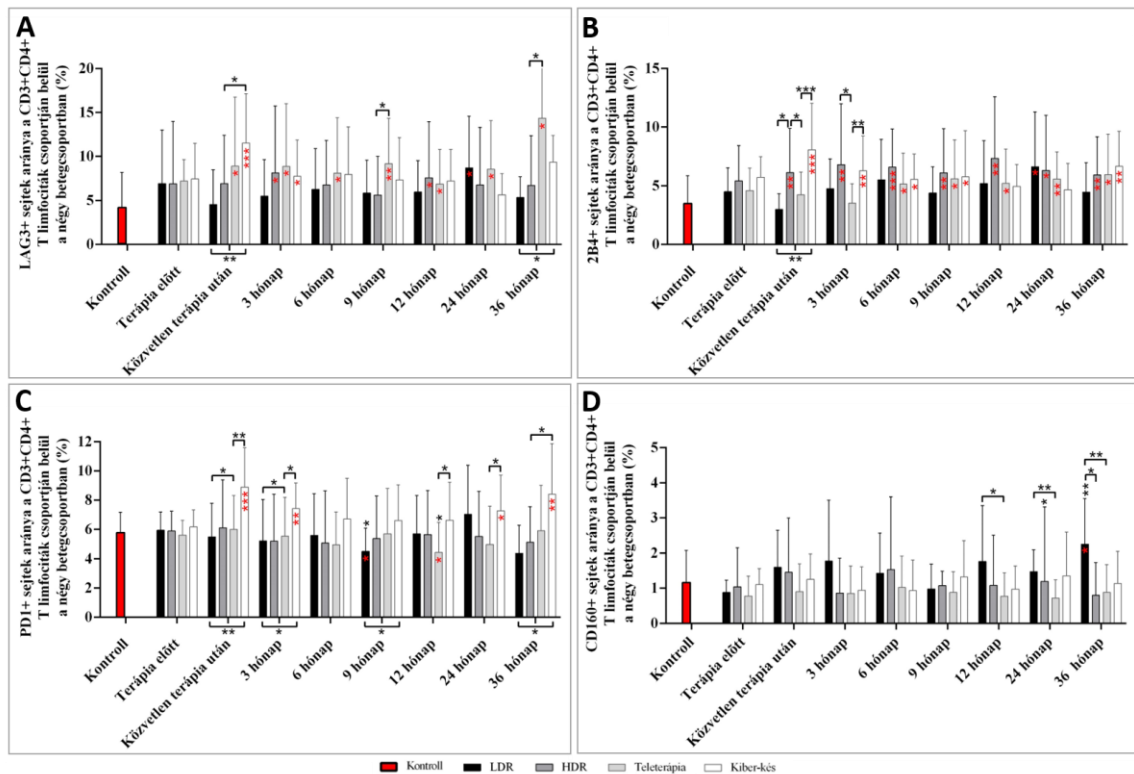 A
LAG3+ sejtek aránya a CD3+CD4+
T limfociták csoportján belül
a négy betegcsoportban (%)
20
15
10
5
0
* * *
* *** * * * * ** * * * * *
** *
Kontroll
Terápia előtt
Közvetlen terápia után
3 hónap
6 hónap
9 hónap
12 hónap
24 hónap
36 hónap
B
2B4+ sejtek aránya a CD3+CD4+
T limfociták csoportján belül
a négy betegcsoportban (%)
15
10
5
0
* * *** * **
** *** ** ** *** * * ** * ** * * * ** ** ** **
**
Kontroll
Terápia előtt
Közvetlen terápia után
3 hónap
6 hónap
9 hónap
12 hónap
24 hónap
36 hónap
C
PD1+ sejtek aránya a CD3+CD4+
T limfociták csoportján belül
a négy betegcsoportban (%)
12
10
8
6
4
2
0
* ** * * * * * * *
*** ** * * * **
** * * *
Kontroll
Terápia előtt
Közvetlen terápia után
3 hónap
6 hónap
9 hónap
12 hónap
24 hónap
36 hónap
D
CD160+ sejtek aránya a CD3+CD4+
T limfociták csoportján belül
a négy betegcsoportban (%)
5
4
3
2
1
0
* ** * ** * **
*
Kontroll
Terápia előtt
Közvetlen terápia után
3 hónap
6 hónap
9 hónap
12 hónap
24 hónap
36 hónap
Kontroll LDR HDR Teleterápia Kiber-kés